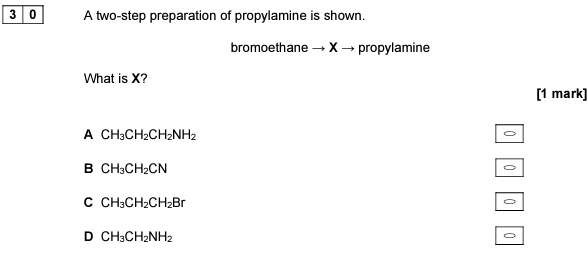 3 0 A two-step preparation of propylamine is shown.
bromoethane → X → propylamine
What is X?
[1 mark]
A CH₃CH₂CH₂NH₂
B CH₃CH₂CN
C CH₃CH₂CH₂Br
D CH₃CH₂NH₂